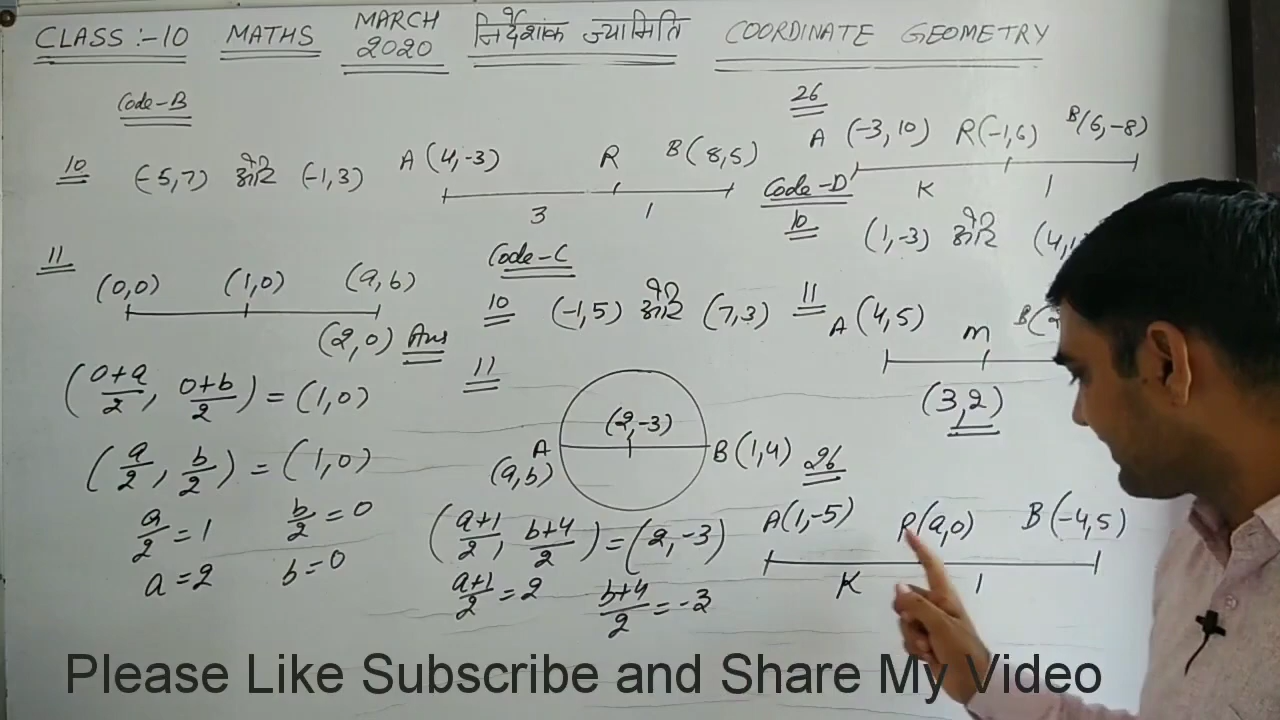 CLASS :-10 MATHS MARCH 2020 निर्देशांक ज्यामिति COORDINATE GEOMETRY
Code-B
10 (-5,7) और (-1,3)
A (4,-3) R B(8,5)
3 1
11
(0,0) (1,0) (a,b)
(2,0) Ans
(0+a/2, 0+b/2) = (1,0)
(a/2, b/2) = (1,0)
a/2 = 1 b/2 = 0
a = 2 b = 0
Code-C
10 (-1,5) और (7,3)
11
(2,-3)
A B(1,4)
(a,b)
(a+1/2, b+4/2) = (2,-3)
a+1/2 = 2 b+4/2 = -3
26
A (-3,10) R(-1,6) B(6,-8)
K 1
Code-D
10 (1,-3) और (4,
11 A (4,5) m B(
(3,2)
26
A(1,-5) P(a,0) B(-4,5)
K 1
Please Like Subscribe and Share My Video